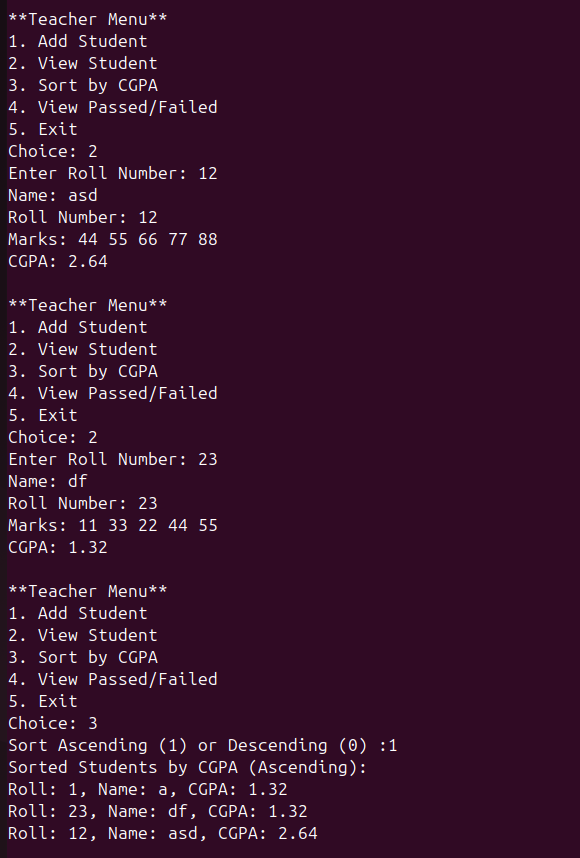 **Teacher Menu**
1. Add Student
2. View Student
3. Sort by CGPA
4. View Passed/Failed
5. Exit
Choice: 2
Enter Roll Number: 12
Name: asd
Roll Number: 12
Marks: 44 55 66 77 88
CGPA: 2.64
**Teacher Menu**
1. Add Student
2. View Student
3. Sort by CGPA
4. View Passed/Failed
5. Exit
Choice: 2
Enter Roll Number: 23
Name: df
Roll Number: 23
Marks: 11 33 22 44 55
CGPA: 1.32
**Teacher Menu**
1. Add Student
2. View Student
3. Sort by CGPA
4. View Passed/Failed
5. Exit
Choice: 3
Sort Ascending (1) or Descending (0) :1
Sorted Students by CGPA (Ascending):
Roll: 1, Name: a, CGPA: 1.32
Roll: 23, Name: df, CGPA: 1.32
Roll: 12, Name: asd, CGPA: 2.64